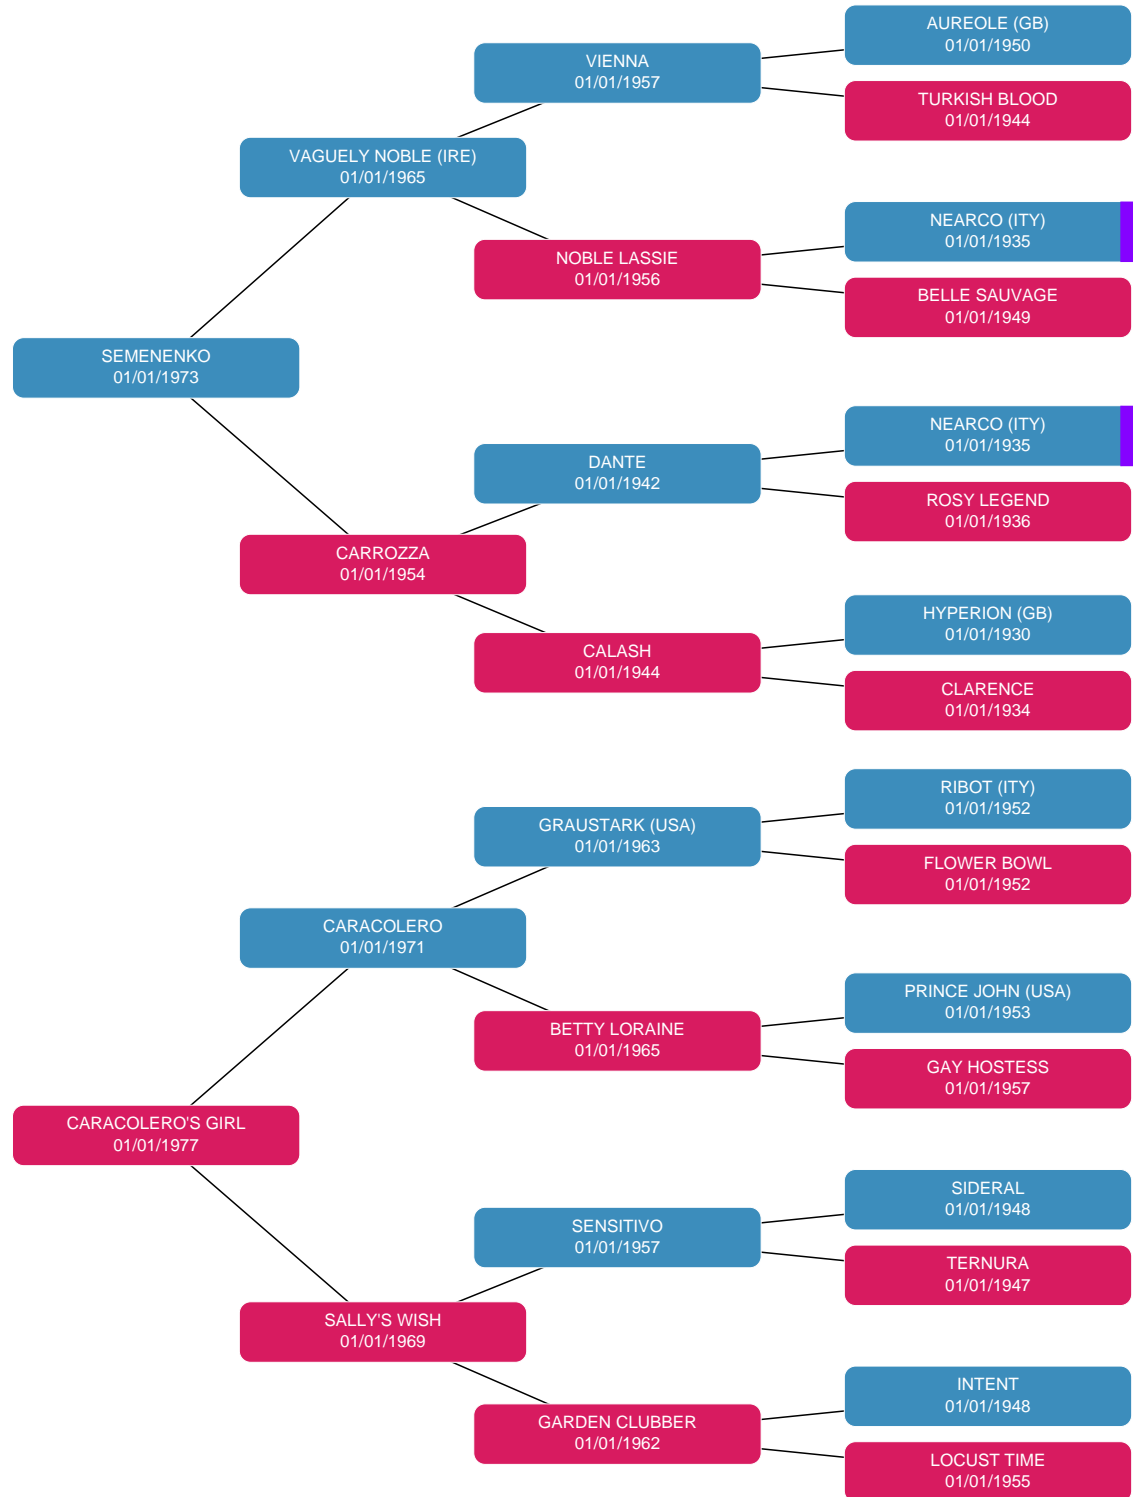 AUREOLE (GB)
01/01/1950
VIENNA
01/01/1957
TURKISH BLOOD
01/01/1944
VAGUELY NOBLE (IRE)
01/01/1965
NEARCO (ITY)
01/01/1935
NOBLE LASSIE
01/01/1956
BELLE SAUVAGE
01/01/1949
SEMENENKO
01/01/1973
NEARCO (ITY)
01/01/1935
DANTE
01/01/1942
ROSY LEGEND
01/01/1936
CARROZZA
01/01/1954
HYPERION (GB)
01/01/1930
CALASH
01/01/1944
CLARENCE
01/01/1934
RIBOT (ITY)
01/01/1952
GRAUSTARK (USA)
01/01/1963
FLOWER BOWL
01/01/1952
CARACOLERO
01/01/1971
PRINCE JOHN (USA)
01/01/1953
BETTY LORAINE
01/01/1965
GAY HOSTESS
01/01/1957
CARACOLERO'S GIRL
01/01/1977
SIDERAL
01/01/1948
SENSITIVO
01/01/1957
TERNURA
01/01/1947
SALLY'S WISH
01/01/1969
INTENT
01/01/1948
GARDEN CLUBBER
01/01/1962
LOCUST TIME
01/01/1955